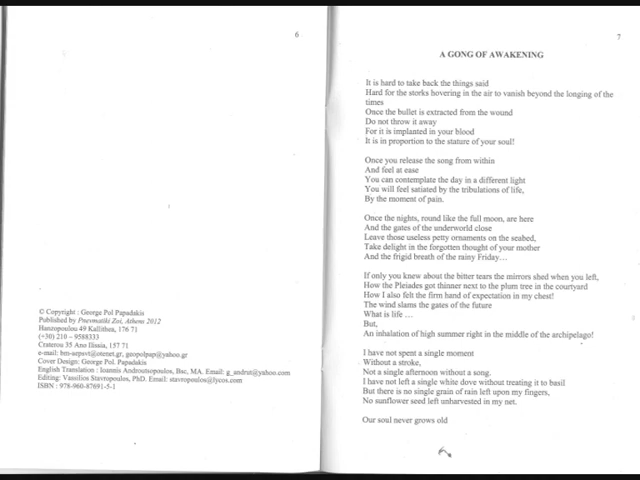 6
© Copyright : George Pol Papadakis
Published by Pnevmatiki Zoi, Athens 2012
Hanzopoulou 49 Kallithea, 176 71
(+30) 210 – 9588333
Craterou 35 Ano Ilissia, 157 71
e-mail: bm-aepsvt@otenet.gr, geopolpap@yahoo.gr
Cover Design: George Pol. Papadakis
English Translation : Ioannis Androunopoulos, Bsc, MA. Email: g_andrut@yahoo.com
Editing: Vassilios Stavropoulos, PhD. Email: stavropoulos@lycos.com
ISBN : 978-960-87691-5-1
7
A GONG OF AWAKENING
It is hard to take back the things said
Hard for the storks hovering in the air to vanish beyond the longing of the
times
Once the bullet is extracted from the wound
Do not throw it away
For it is implanted in your blood
It is in proportion to the stature of your soul!
Once you release the song from within
And feel at ease
You can contemplate the day in a different light
You will feel satiated by the tribulations of life,
By the moment of pain.
Once the nights, round like the full moon, are here
And the gates of the underworld close
Leave those useless petty ornaments on the seabed,
Take delight in the forgotten thought of your mother
And the frigid breath of the rainy Friday…
If only you knew about the bitter tears the mirrors shed when you left,
How the Pleiades got thinner next to the plum tree in the courtyard
How I also felt the firm hand of expectation in my chest!
The wind slams the gates of the future
What is life …
But,
An inhalation of high summer right in the middle of the archipelago!
I have not spent a single moment
Without a stroke,
Not a single afternoon without a song.
I have not left a single white dove without treating it to basil
But there is no single grain of rain left upon my fingers,
No sunflower seed left unharvested in my net.
Our soul never grows old